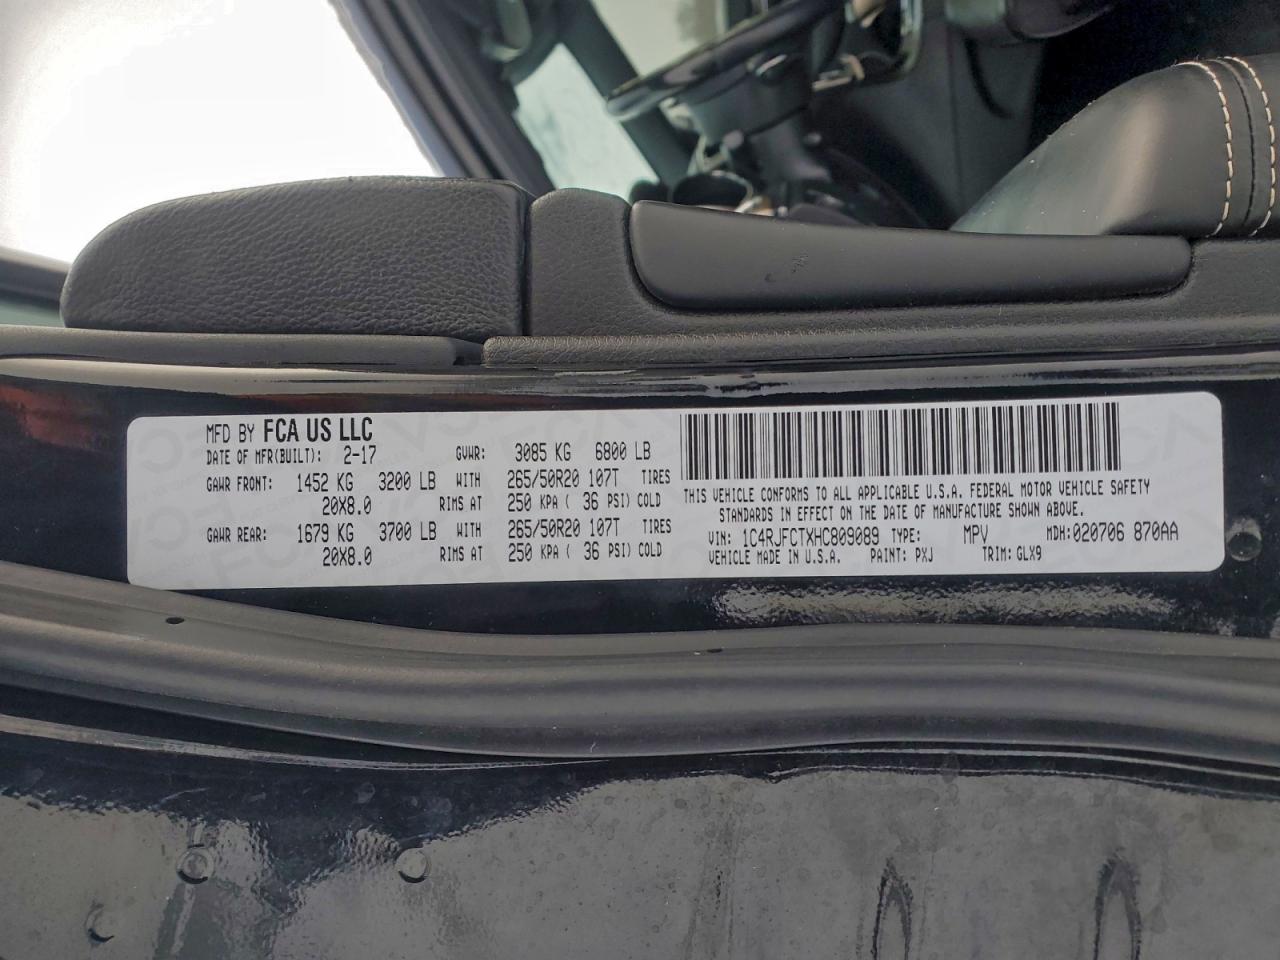 MFD BY FCA US LLC
DATE OF MFR(BUILT): 2-17 GVWR: 3085 KG 6800 LB
GAWR FRONT: 1452 KG 3200 LB WITH 265/50R20 107T TIRES
20X8.0 RIMS AT 250 KPA ( 36 PSI) COLD
GAWR REAR: 1679 KG 3700 LB WITH 265/50R20 107T TIRES
20X8.0 RIMS AT 250 KPA ( 36 PSI) COLD
THIS VEHICLE CONFORMS TO ALL APPLICABLE U.S.A. FEDERAL MOTOR VEHICLE SAFETY
STANDARDS IN EFFECT ON THE DATE OF MANUFACTURE SHOWN ABOVE.
VIN: 1C4RJFCTXHC809089 TYPE: MPV MDH:020706 870AA
VEHICLE MADE IN U.S.A. PAINT: PXJ TRIM: GLX9